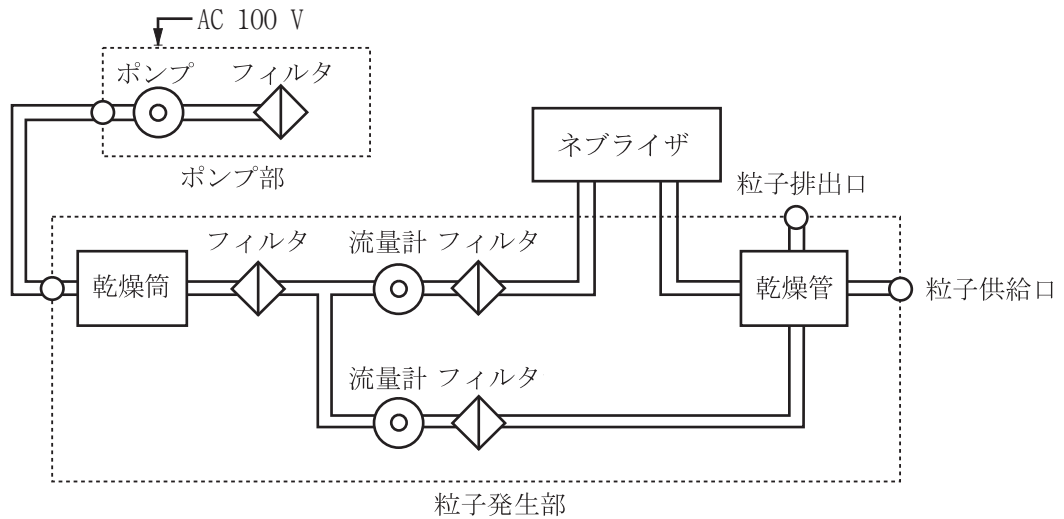 AC 100 V
ポンプ フィルタ
ポンプ部
ネブライザ
粒子排出口
フィルタ 流量計 フィルタ
乾燥筒
乾燥管
粒子供給口
流量計 フィルタ
粒子発生部